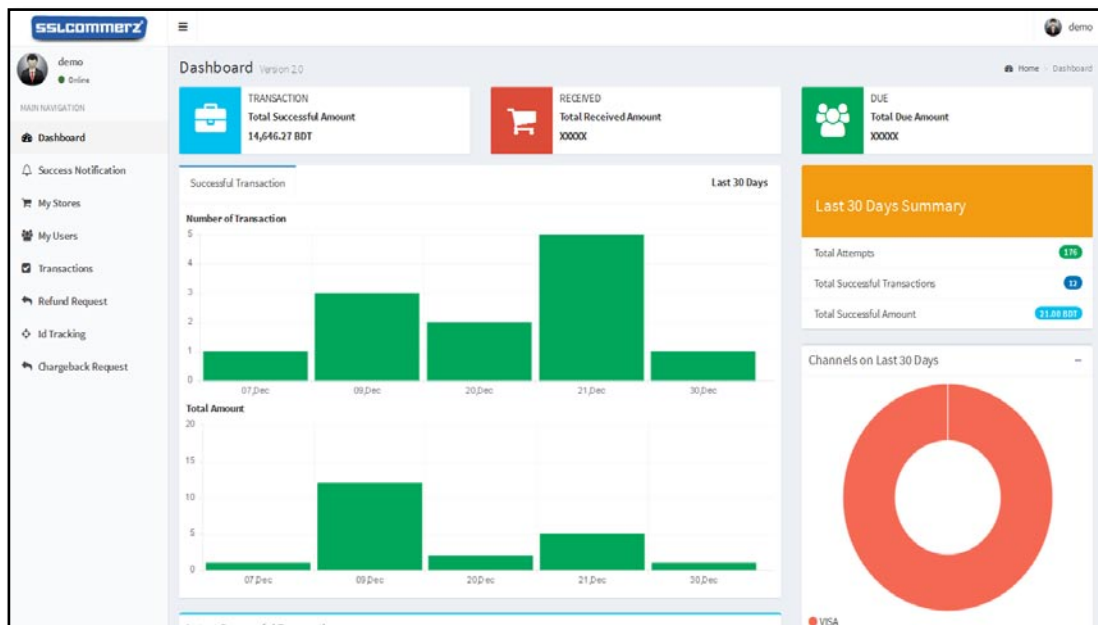 SSLCOMMERZ
demo
demo
Online
MAIN NAVIGATION
Dashboard
Success Notification
My Stores
My Users
Transactions
Refund Request
Id Tracking
Chargeback Request
Dashboard Version 2.0
Home
Dashboard
TRANSACTION
Total Successful Amount
14,646.27 BDT
RECEIVED
Total Received Amount
XXXXX
DUE
Total Due Amount
XXXXX
Successful Transaction
Last 30 Days
Number of Transaction
5
4
3
2
1
0
07,Dec 09,Dec 20,Dec 21,Dec 30,Dec
Total Amount
20
15
10
5
0
07,Dec 09,Dec 20,Dec 21,Dec 30,Dec
Last 30 Days Summary
Total Attempts 176
Total Successful Transactions 12
Total Successful Amount 21.00 BDT
Channels on Last 30 Days
VISA